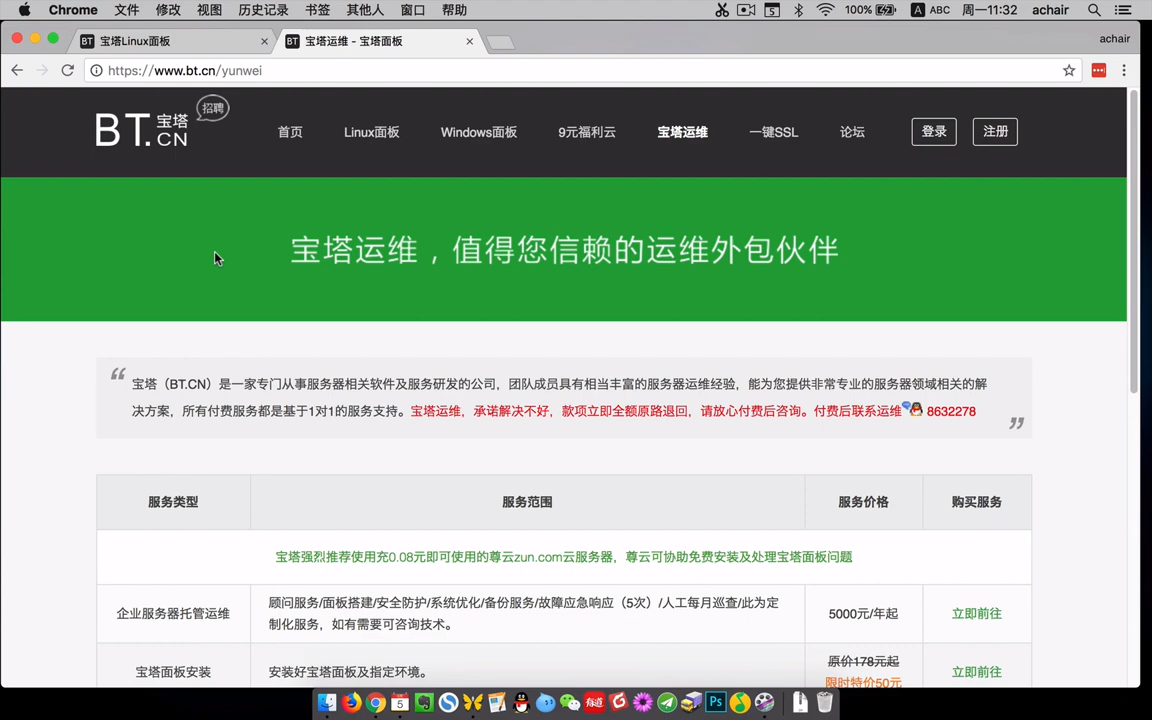 Chrome 文件 修改 视图 历史记录 书签 其他人 窗口 帮助 5 100% A ABC 周一11:32 achair
BT 宝塔Linux面板 BT 宝塔运维 - 宝塔面板 achair
https://www.bt.cn/yunwei
BT.宝塔.CN 招聘
首页 Linux面板 Windows面板 9元福利云 宝塔运维 一键SSL 论坛 登录 注册
宝塔运维，值得您信赖的运维外包伙伴
“ 宝塔（BT.CN）是一家专门从事服务器相关软件及服务研发的公司，团队成员具有相当丰富的服务器运维经验，能为您提供非常专业的服务器领域相关的解
决方案，所有付费服务都是基于1对1的服务支持。宝塔运维，承诺解决不好，款项立即全额原路退回，请放心付费后咨询。付费后联系运维 8632278 ”
服务类型 服务范围 服务价格 购买服务
宝塔强烈推荐使用充0.08元即可使用的尊云zun.com云服务器，尊云可协助免费安装及处理宝塔面板问题
企业服务器托管运维 顾问服务/面板搭建/安全防护/系统优化/备份服务/故障应急响应（5次）/人工每月巡查/此为定
制化服务，如有需要可咨询技术。 5000元/年起 立即前往
宝塔面板安装 安装好宝塔面板及指定环境。 原价178元起 立即前往
限时特价50元
5 有道 Ps